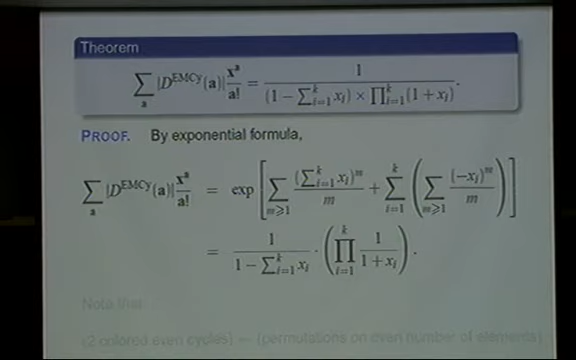 Theorem
∑_a |D^EMCy(a)| x^a/a! = 1/((1 − ∑_{i=1}^k x_i) × ∏_{i=1}^k (1 + x_i)).
PROOF. By exponential formula,
∑_a |D^EMCy(a)| x^a/a! = exp[∑_{m⩾1} (∑_{i=1}^k x_i)^m/m + ∑_{i=1}^k (∑_{m⩾1} (−x_i)^m/m)]
= 1/(1 − ∑_{i=1}^k x_i) · (∏_{i=1}^k 1/(1 + x_i)).
Note that
(2 colored even cycles) = (permutations on even number of elements)